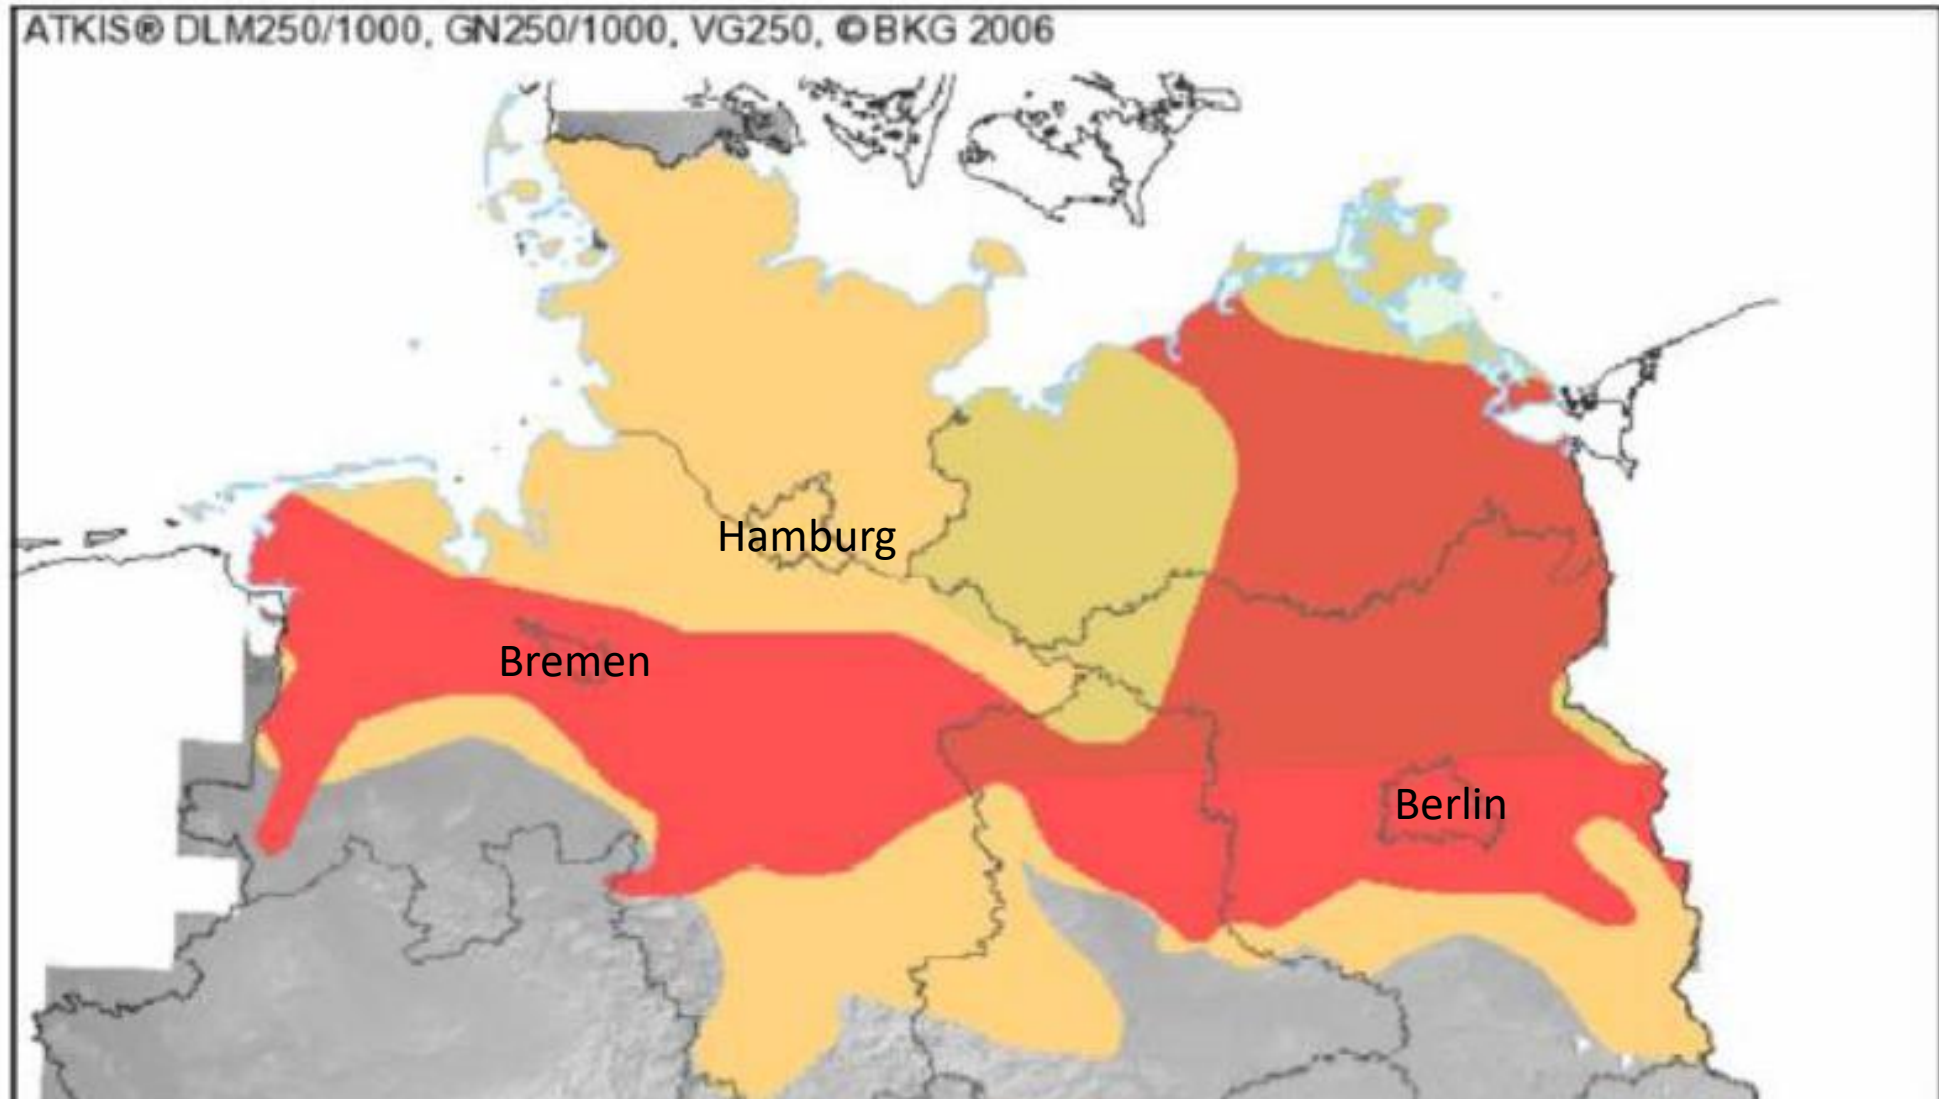 ATKIS® DLM250/1000, GN250/1000, VG250, ©BKG 2006
Hamburg
Bremen
Berlin